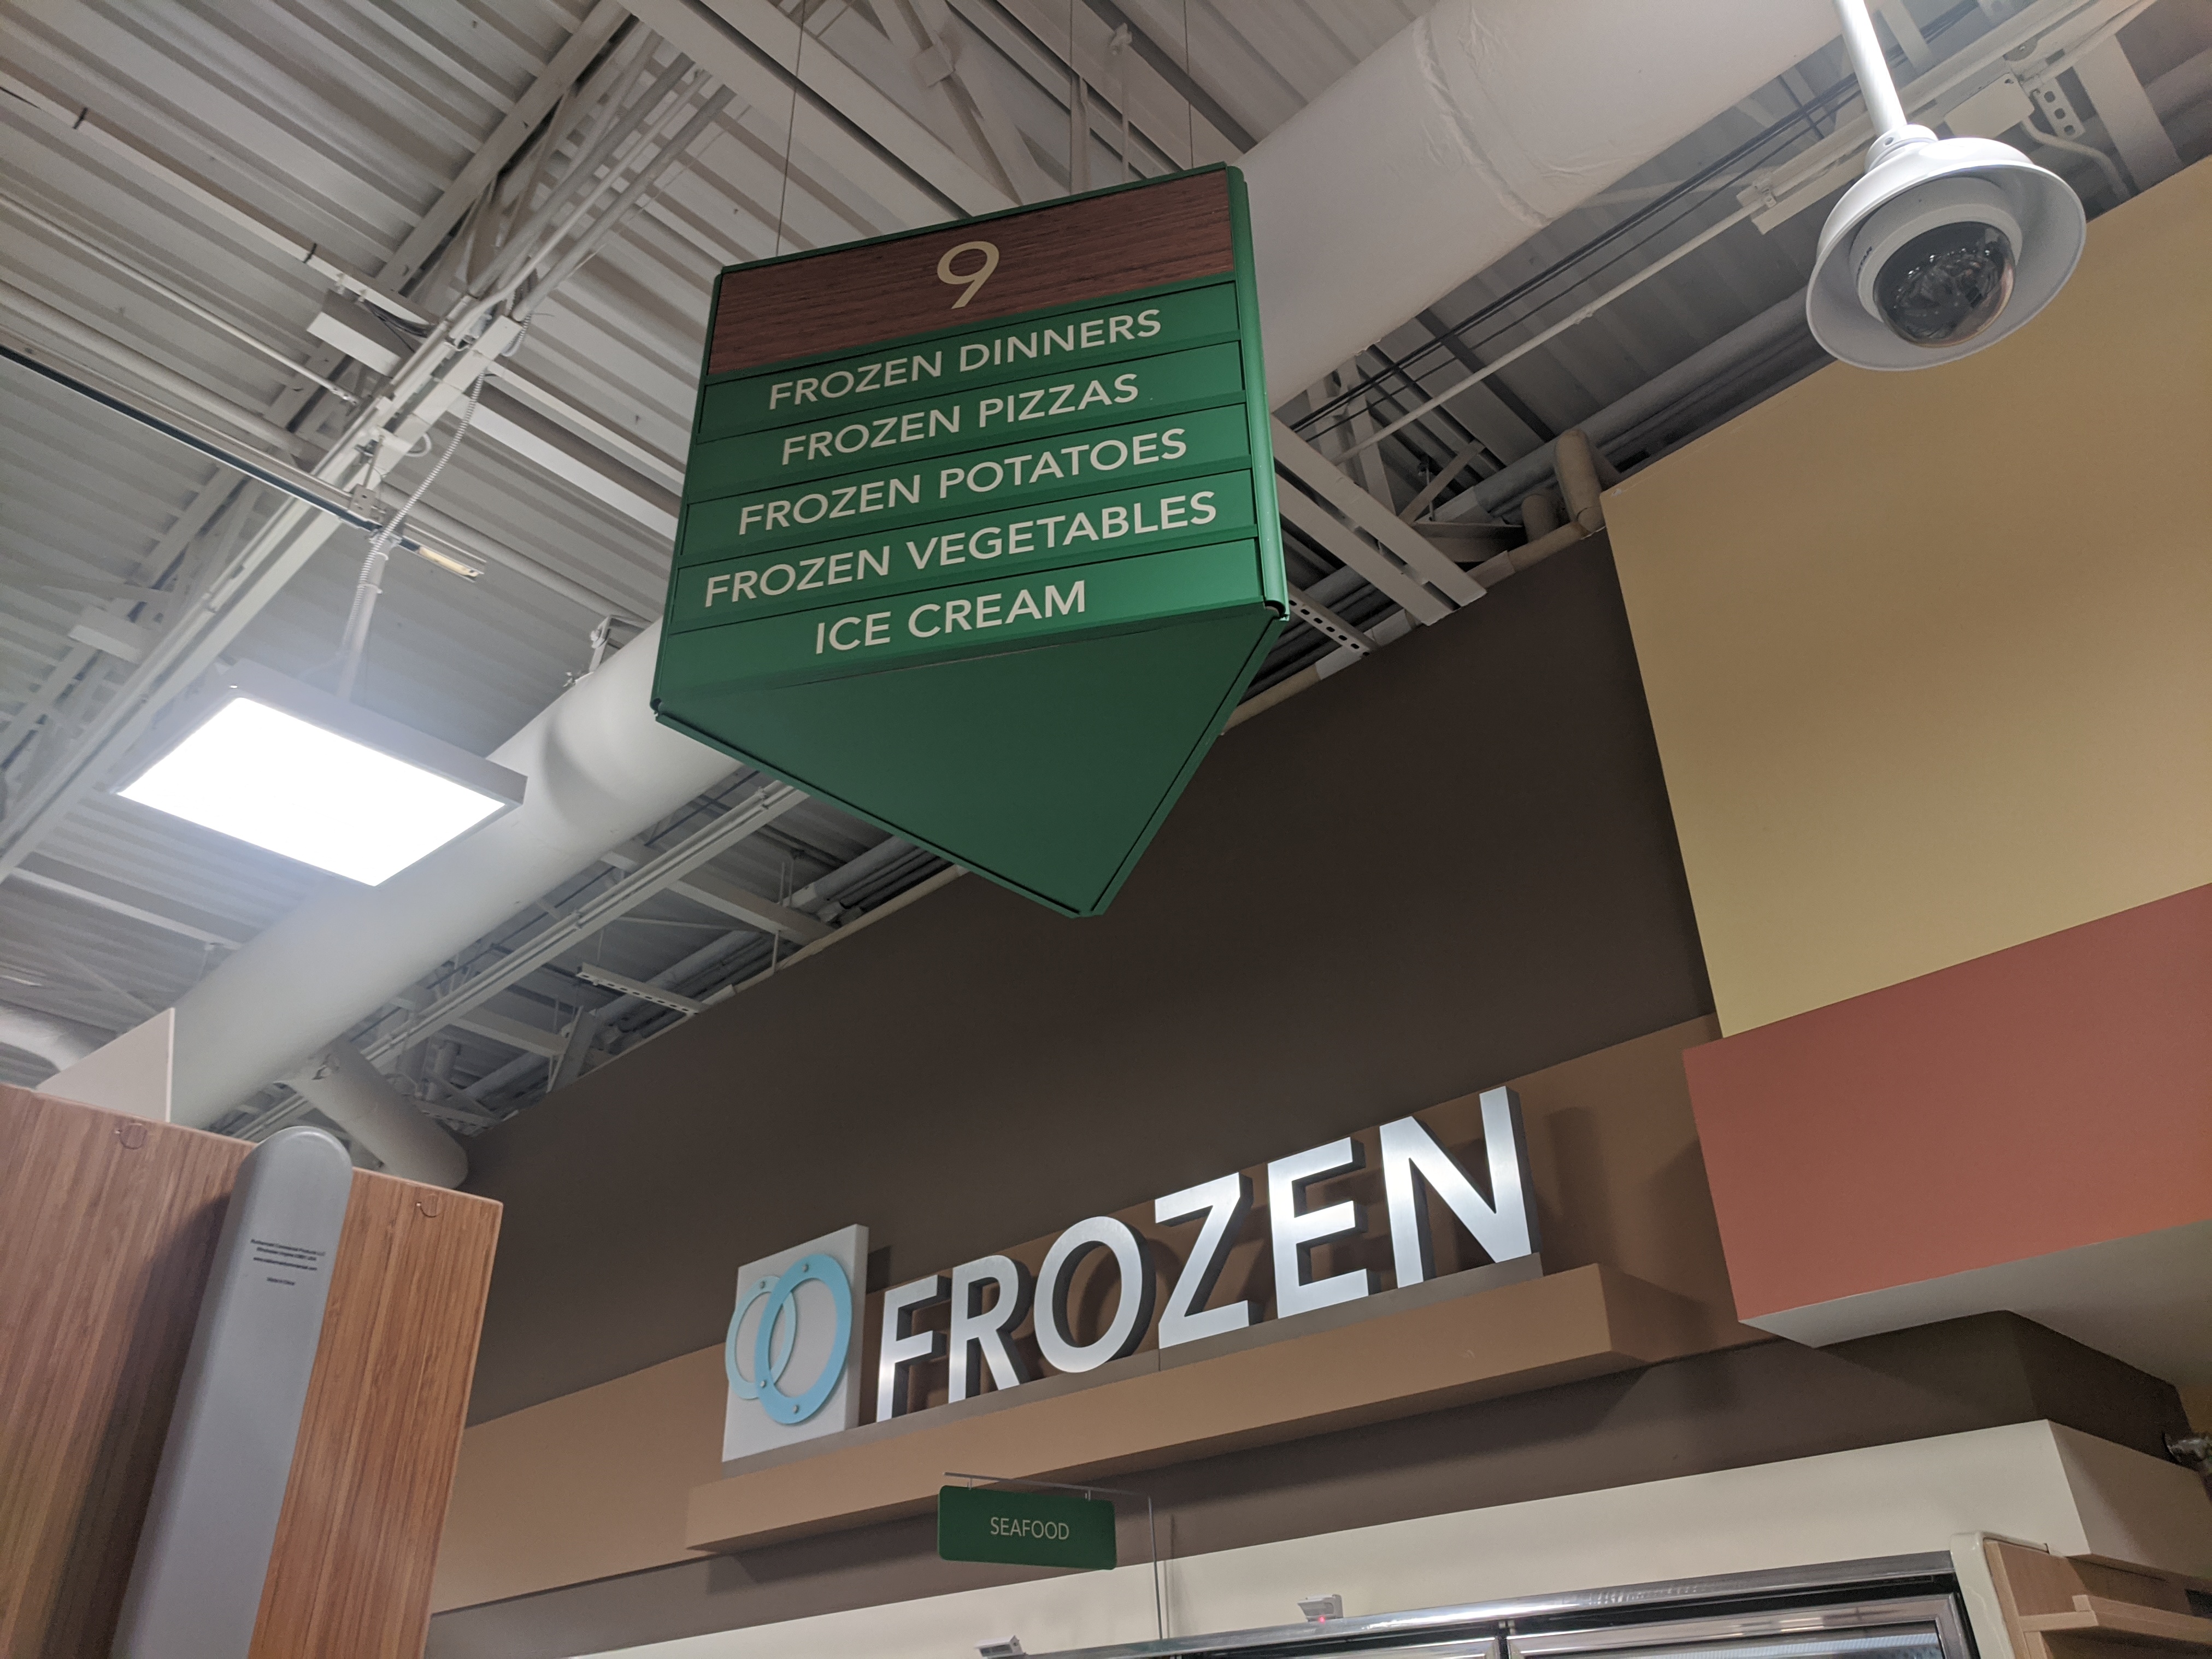 9
FROZEN DINNERS
FROZEN PIZZAS
FROZEN POTATOES
FROZEN VEGETABLES
ICE CREAM
FROZEN
SEAFOOD